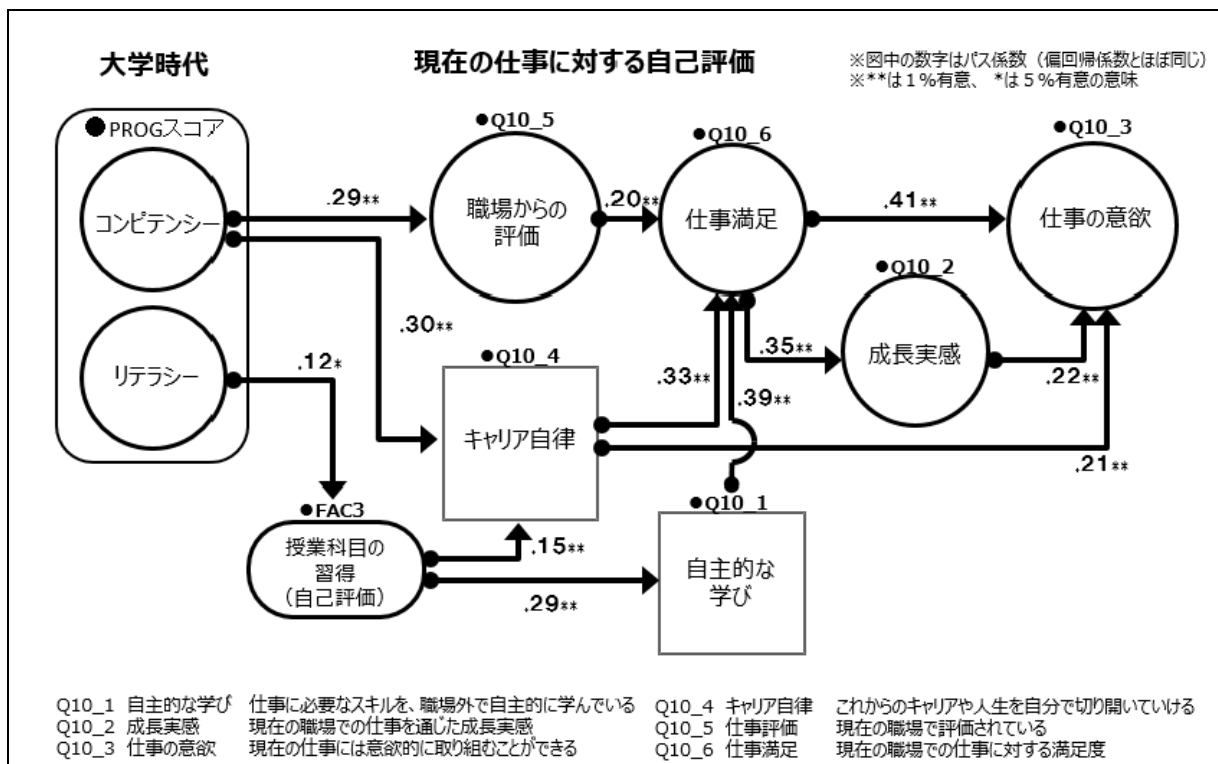 大学時代
現在の仕事に対する自己評価
※図中の数字はパス係数（偏回帰係数とほぼ同じ）
※**は１%有意、 *は５%有意の意味
●PROGスコア
コンピテンシー
リテラシー
●Q10_5
職場からの
評価
●Q10_6
仕事満足
●Q10_3
仕事の意欲
●Q10_2
成長実感
●Q10_4
キャリア自律
●Q10_1
自主的な
学び
●FAC3
授業科目の
習得
（自己評価）
.29**
.20**
.41**
.30**
.12*
.33**
.39**
.35**
.22**
.21**
.15**
.29**
Q10_1 自主的な学び 仕事に必要なスキルを、職場外で自主的に学んでいる
Q10_2 成長実感 現在の職場での仕事を通じた成長実感
Q10_3 仕事の意欲 現在の仕事には意欲的に取り組むことができる
Q10_4 キャリア自律 これからのキャリアや人生を自分で切り開いていける
Q10_5 仕事評価 現在の職場で評価されている
Q10_6 仕事満足 現在の職場での仕事に対する満足度